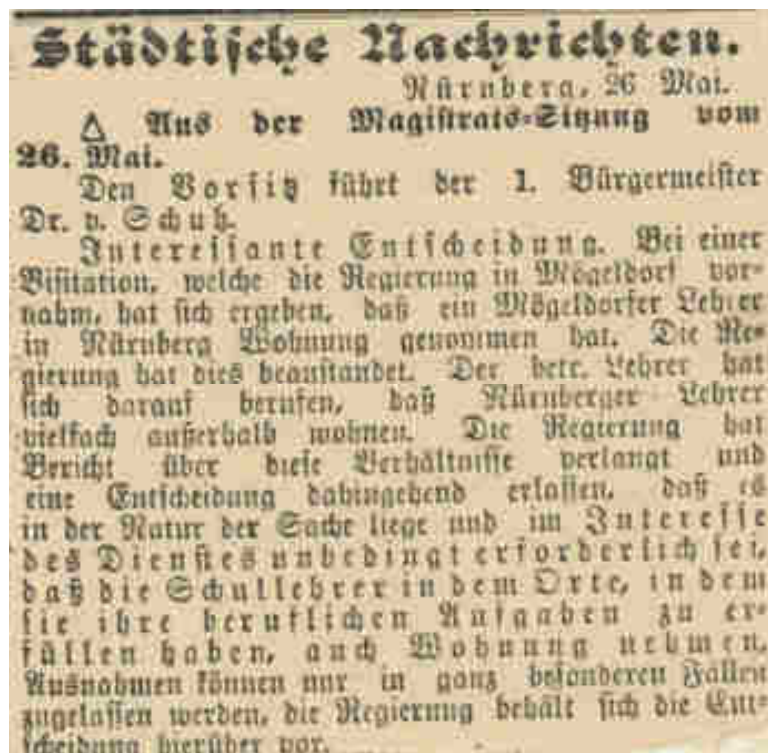 Städtische Nachrichten.
Nürnberg, 26 Mai.
△ Aus der Magistrats-Sitzung vom
26. Mai.
Den Vorsitz führt der 1. Bürgermeister
Dr. v. Schuh.
Interessante Entscheidung. Bei einer
Visitation, welche die Regierung in Mögeldorf vor-
nahm, hat sich ergeben, daß ein Mögeldorfer Lehrer
in Nürnberg Wohnung genommen hat. Die Re-
gierung hat dies beanstandet. Der betr. Lehrer hat
sich darauf berufen, daß Nürnberger Lehrer
vielfach außerhalb wohnen. Die Regierung hat
Bericht über diese Verhältnisse verlangt und
eine Entscheidung dahingehend erlassen, daß es
in der Natur der Sache liege und im Interesse
des Dienstes unbedingt erforderlich sei,
daß die Schullehrer in dem Orte, in dem
sie ihre beruflichen Aufgaben zu er-
füllen haben, auch Wohnung nehmen.
Ausnahmen können nur in ganz besonderen Fällen
zugelassen werden, die Regierung behält sich die Ent-
scheidung hierüber vor.